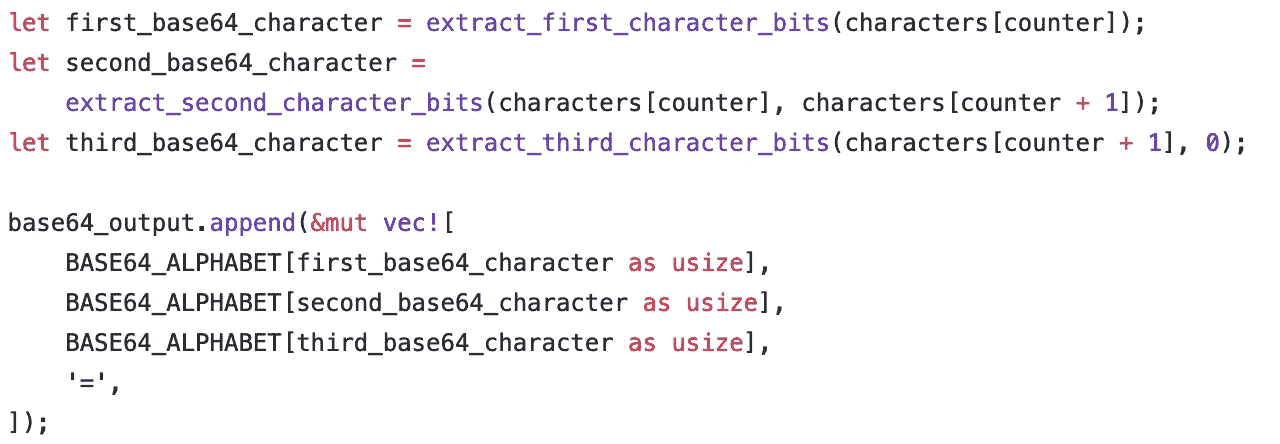 let first_base64_character = extract_first_character_bits(characters[counter]);
let second_base64_character =
    extract_second_character_bits(characters[counter], characters[counter + 1]);
let third_base64_character = extract_third_character_bits(characters[counter + 1], 0);

base64_output.append(&mut vec![
    BASE64_ALPHABET[first_base64_character as usize],
    BASE64_ALPHABET[second_base64_character as usize],
    BASE64_ALPHABET[third_base64_character as usize],
    '=',
]);